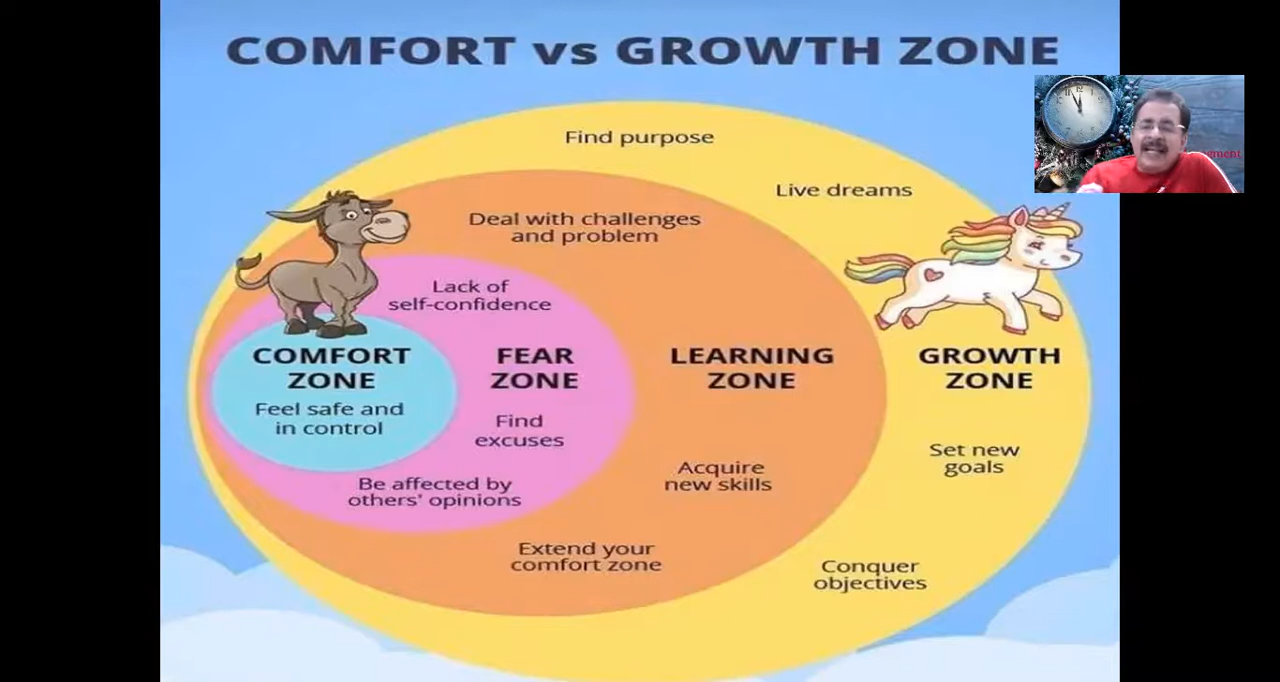 COMFORT vs GROWTH ZONE
Find purpose
Live dreams
Deal with challenges
and problem
Lack of
self-confidence
COMFORT
ZONE
Feel safe and
in control
FEAR
ZONE
Find
excuses
Be affected by
others' opinions
LEARNING
ZONE
Acquire
new skills
Extend your
comfort zone
GROWTH
ZONE
Set new
goals
Conquer
objectives